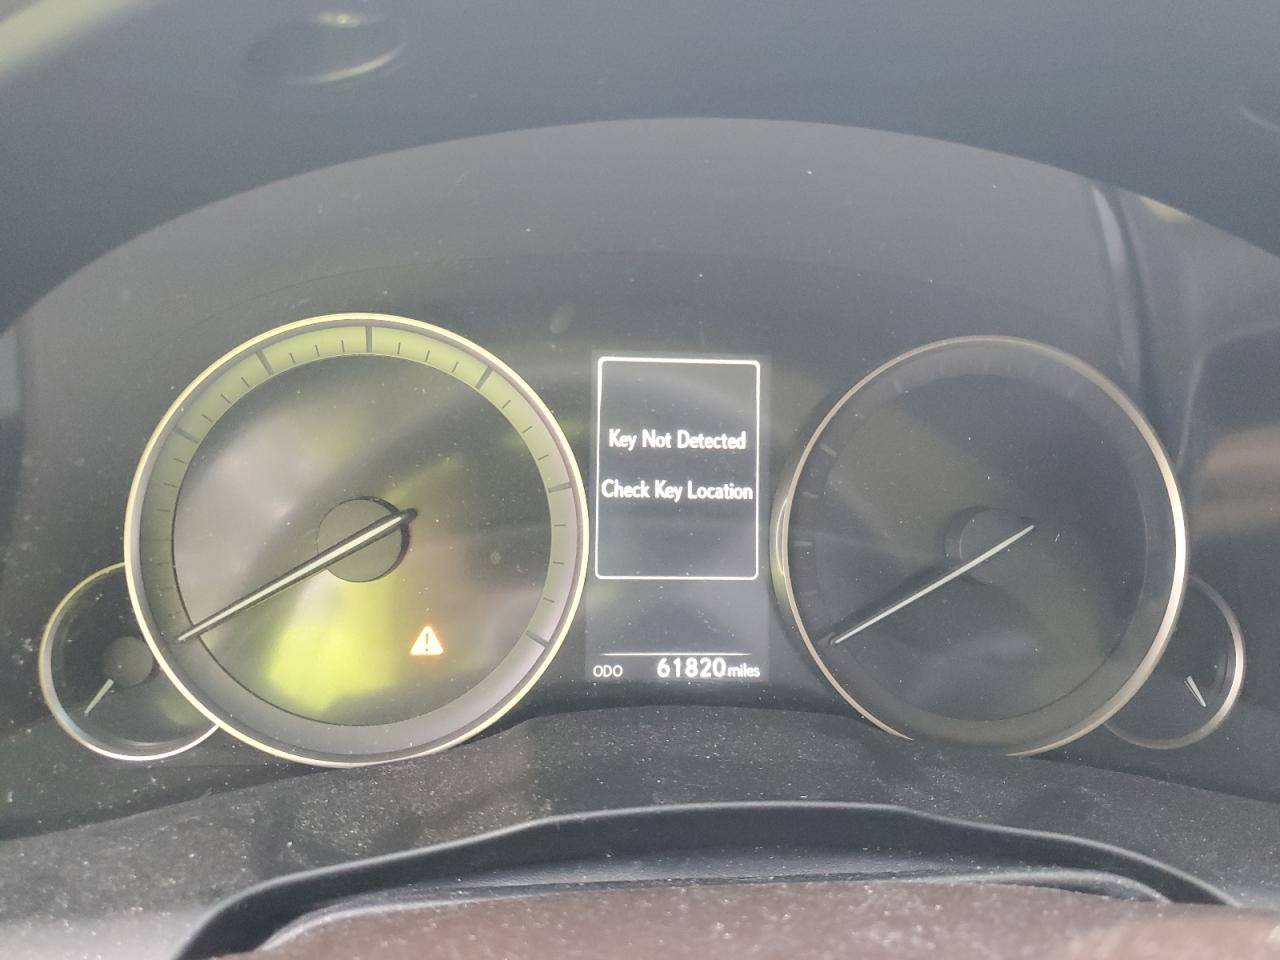 Key Not Detected
Check Key Location
ODO 61820 miles